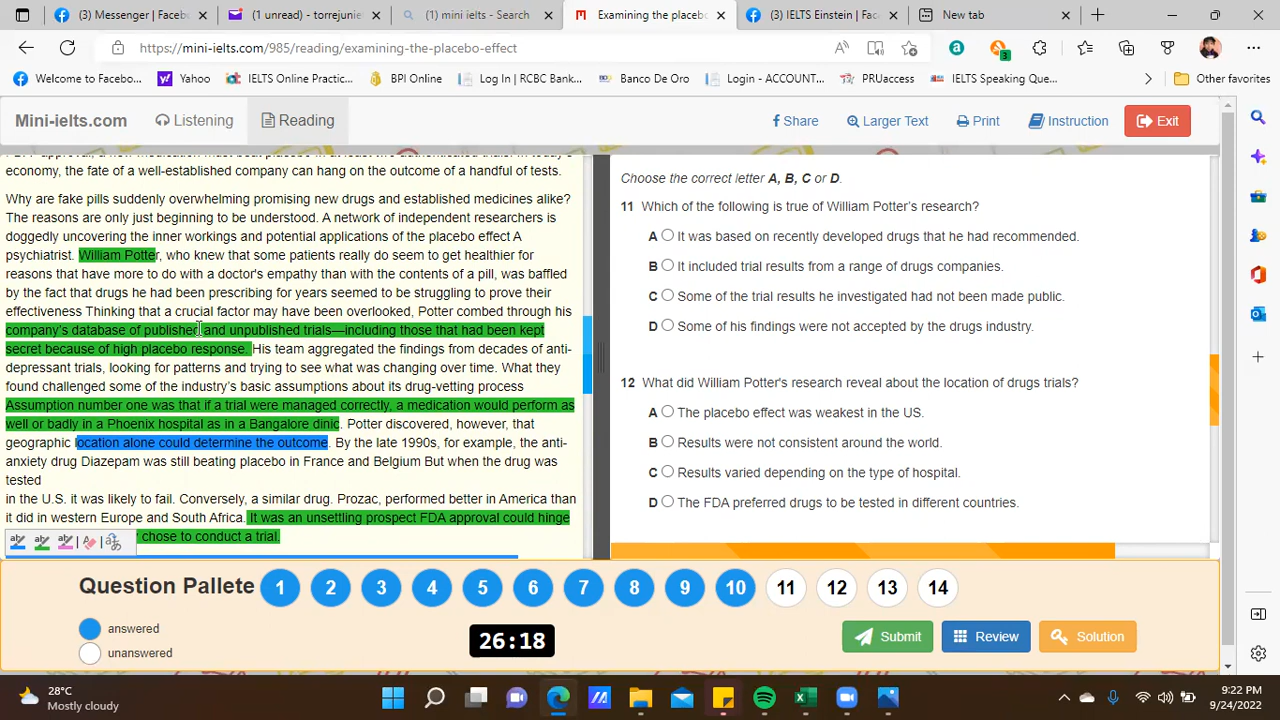 (3) Messenger | Faceb
(1 unread) - torrejunie
(1) mini ielts - Search
Examining the placebo
(3) IELTS Einstein | Fac
New tab
https://mini-ielts.com/985/reading/examining-the-placebo-effect
Welcome to Facebo...
Yahoo
IELTS Online Practic...
BPI Online
Log In | RCBC Bank...
Banco De Oro
Login - ACCOUNT...
PRUaccess
IELTS Speaking Que...
Other favorites
Mini-ielts.com
Listening
Reading
Share
Larger Text
Print
Instruction
Exit
economy, the fate of a well-established company can hang on the outcome of a handful of tests.
Why are fake pills suddenly overwhelming promising new drugs and established medicines alike?
The reasons are only just beginning to be understood. A network of independent researchers is
doggedly uncovering the inner workings and potential applications of the placebo effect A
psychiatrist. William Potter, who knew that some patients really do seem to get healthier for
reasons that have more to do with a doctor's empathy than with the contents of a pill, was baffled
by the fact that drugs he had been prescribing for years seemed to be struggling to prove their
effectiveness Thinking that a crucial factor may have been overlooked, Potter combed through his
company's database of published and unpublished trials—including those that had been kept
secret because of high placebo response. His team aggregated the findings from decades of anti-
depressant trials, looking for patterns and trying to see what was changing over time. What they
found challenged some of the industry's basic assumptions about its drug-vetting process
Assumption number one was that if a trial were managed correctly, a medication would perform as
well or badly in a Phoenix hospital as in a Bangalore dinic. Potter discovered, however, that
geographic location alone could determine the outcome. By the late 1990s, for example, the anti-
anxiety drug Diazepam was still beating placebo in France and Belgium But when the drug was
tested
in the U.S. it was likely to fail. Conversely, a similar drug. Prozac, performed better in America than
it did in western Europe and South Africa. It was an unsettling prospect FDA approval could hinge
chose to conduct a trial.
Choose the correct letter A, B, C or D.
11 Which of the following is true of William Potter's research?
A It was based on recently developed drugs that he had recommended.
B It included trial results from a range of drugs companies.
C Some of the trial results he investigated had not been made public.
D Some of his findings were not accepted by the drugs industry.
12 What did William Potter's research reveal about the location of drugs trials?
A The placebo effect was weakest in the US.
B Results were not consistent around the world.
C Results varied depending on the type of hospital.
D The FDA preferred drugs to be tested in different countries.
Question Pallete 1 2 3 4 5 6 7 8 9 10 11 12 13 14
answered
unanswered
26:18
Submit
Review
Solution
28°C
Mostly cloudy
9:22 PM
9/24/2022